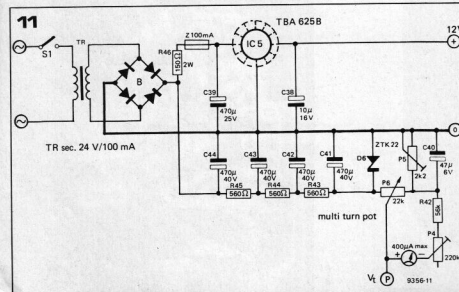 11
TBA 625B
Z100mA
12V
TR
R46
IC 5
+
S1
150Ω
2W
B
C39
C38
470μ
25V
10μ
16V
0
TR sec. 24 V/100 mA
C44
C43
C42
C41
ZTK 22
C40
D6
P5
470μ
40V
470μ
40V
470μ
40V
470μ
40V
2k2
47μ
6V
R45
R44
R43
P6
560Ω
560Ω
560Ω
22k
R42
56k
multi turn pot
P4
400μA max
+
−
220k
Vt
P
9356-11